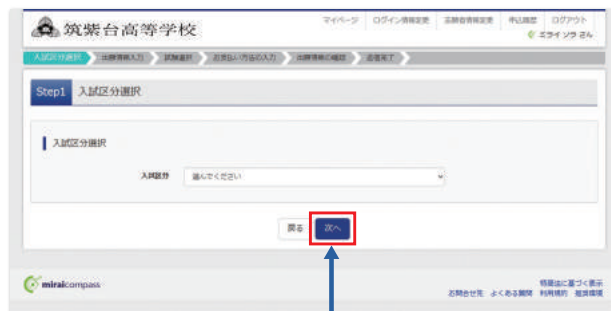 筑紫台高等学校
マイページ ログイン情報変更 志願者情報変更 申込履歴 ログアウト
ミライ ソラ さん
入試区分選択 出願情報入力 試験選択 お支払い方法の入力 出願情報の確認 送信完了
Step1 入試区分選択
入試区分選択
入試区分 選んでください
戻る 次へ
miraicompass
特商法に基づく表示
お問合せ先 よくある質問 利用規約 推奨環境